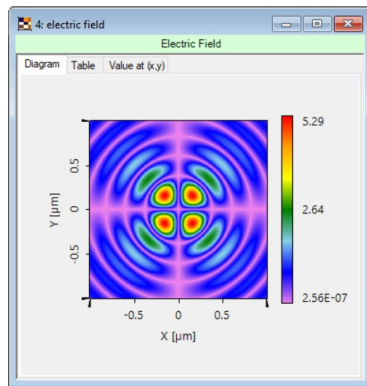 4: electric field
Electric Field
Diagram Table Value at (x,y)
5.29
2.64
2.56E-07
Y [µm]
0.5
0
-0.5
-0.5 0 0.5
X [µm]